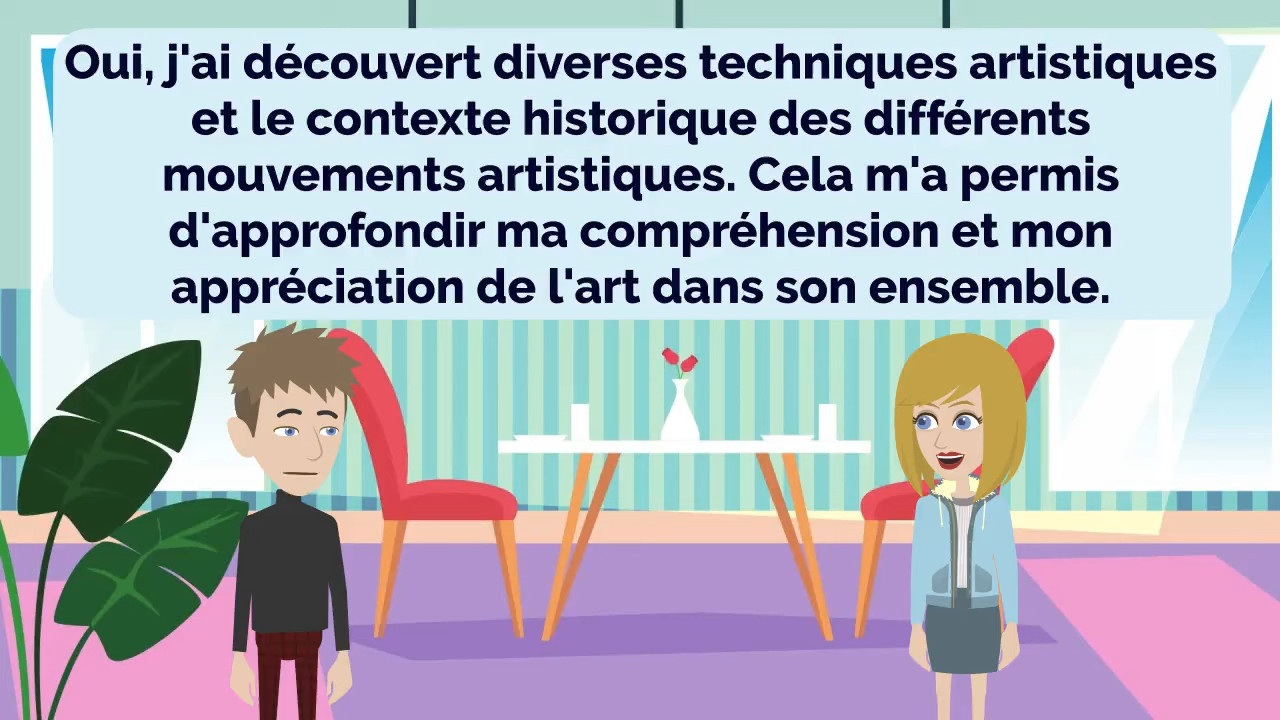 Oui, j'ai découvert diverses techniques artistiques
et le contexte historique des différents
mouvements artistiques. Cela m'a permis
d'approfondir ma compréhension et mon
appréciation de l'art dans son ensemble.